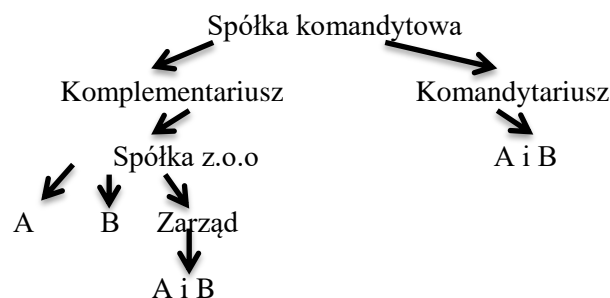 Spółka komandytowa
Komplementariusz Komandytariusz
Spółka z.o.o A i B
A B Zarząd
A i B